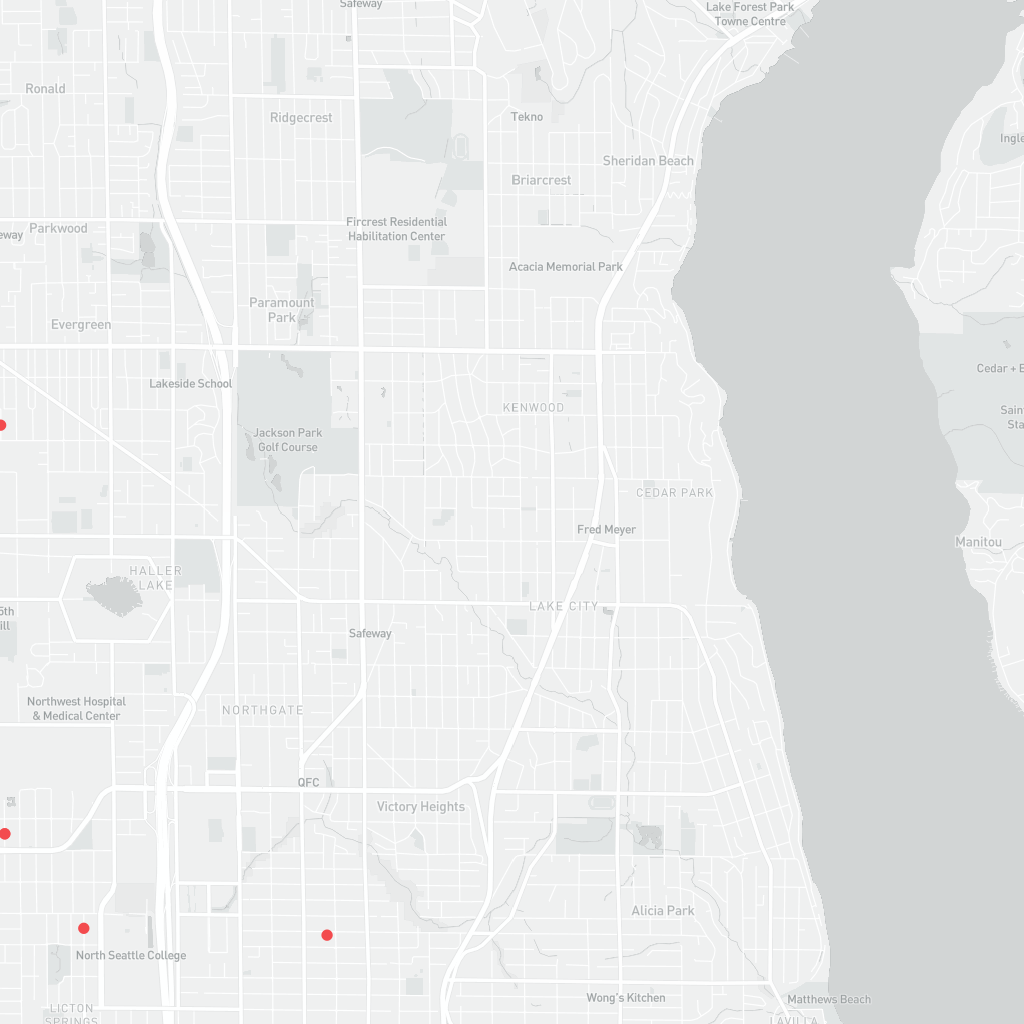 Safeway
Lake Forest Park
Towne Centre
Ronald
Ridgecrest
Tekno
Ingle
Sheridan Beach
Briarcrest
Fircrest Residential
Habilitation Center
Parkwood
eway
Acacia Memorial Park
Paramount
Park
Evergreen
Cedar + E
Lakeside School
KENWOOD
Sain
Sta
Jackson Park
Golf Course
CEDAR PARK
Fred Meyer
Manitou
HALLER
LAKE
LAKE CITY
5th
ill
Safeway
Northwest Hospital
& Medical Center
NORTHGATE
QFC
Victory Heights
Alicia Park
North Seattle College
Wong's Kitchen
Matthews Beach
LICTON
SPRINGS
LAVILLA